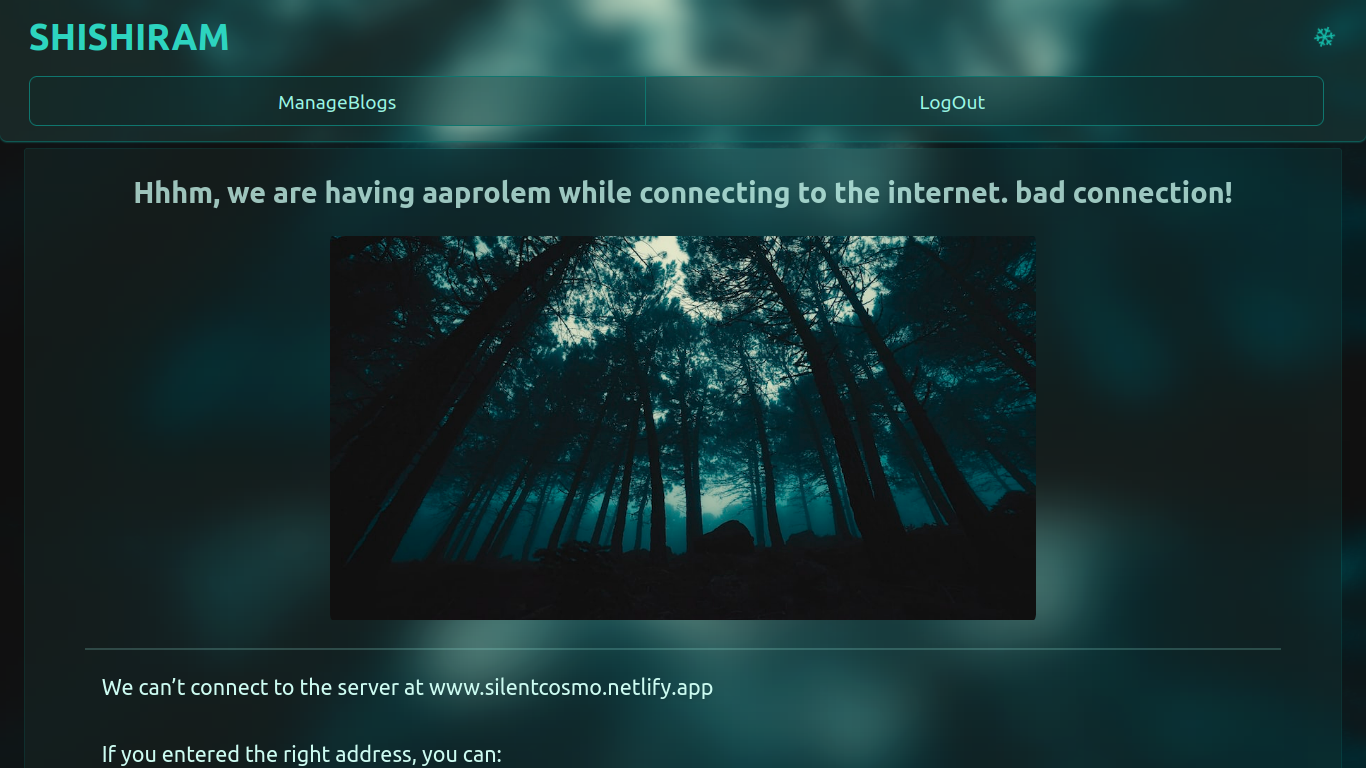 SHISHIRAM
ManageBlogs
LogOut
Hhhm, we are having aaprolem while connecting to the internet. bad connection!
We can’t connect to the server at www.silentcosmo.netlify.app
If you entered the right address, you can: